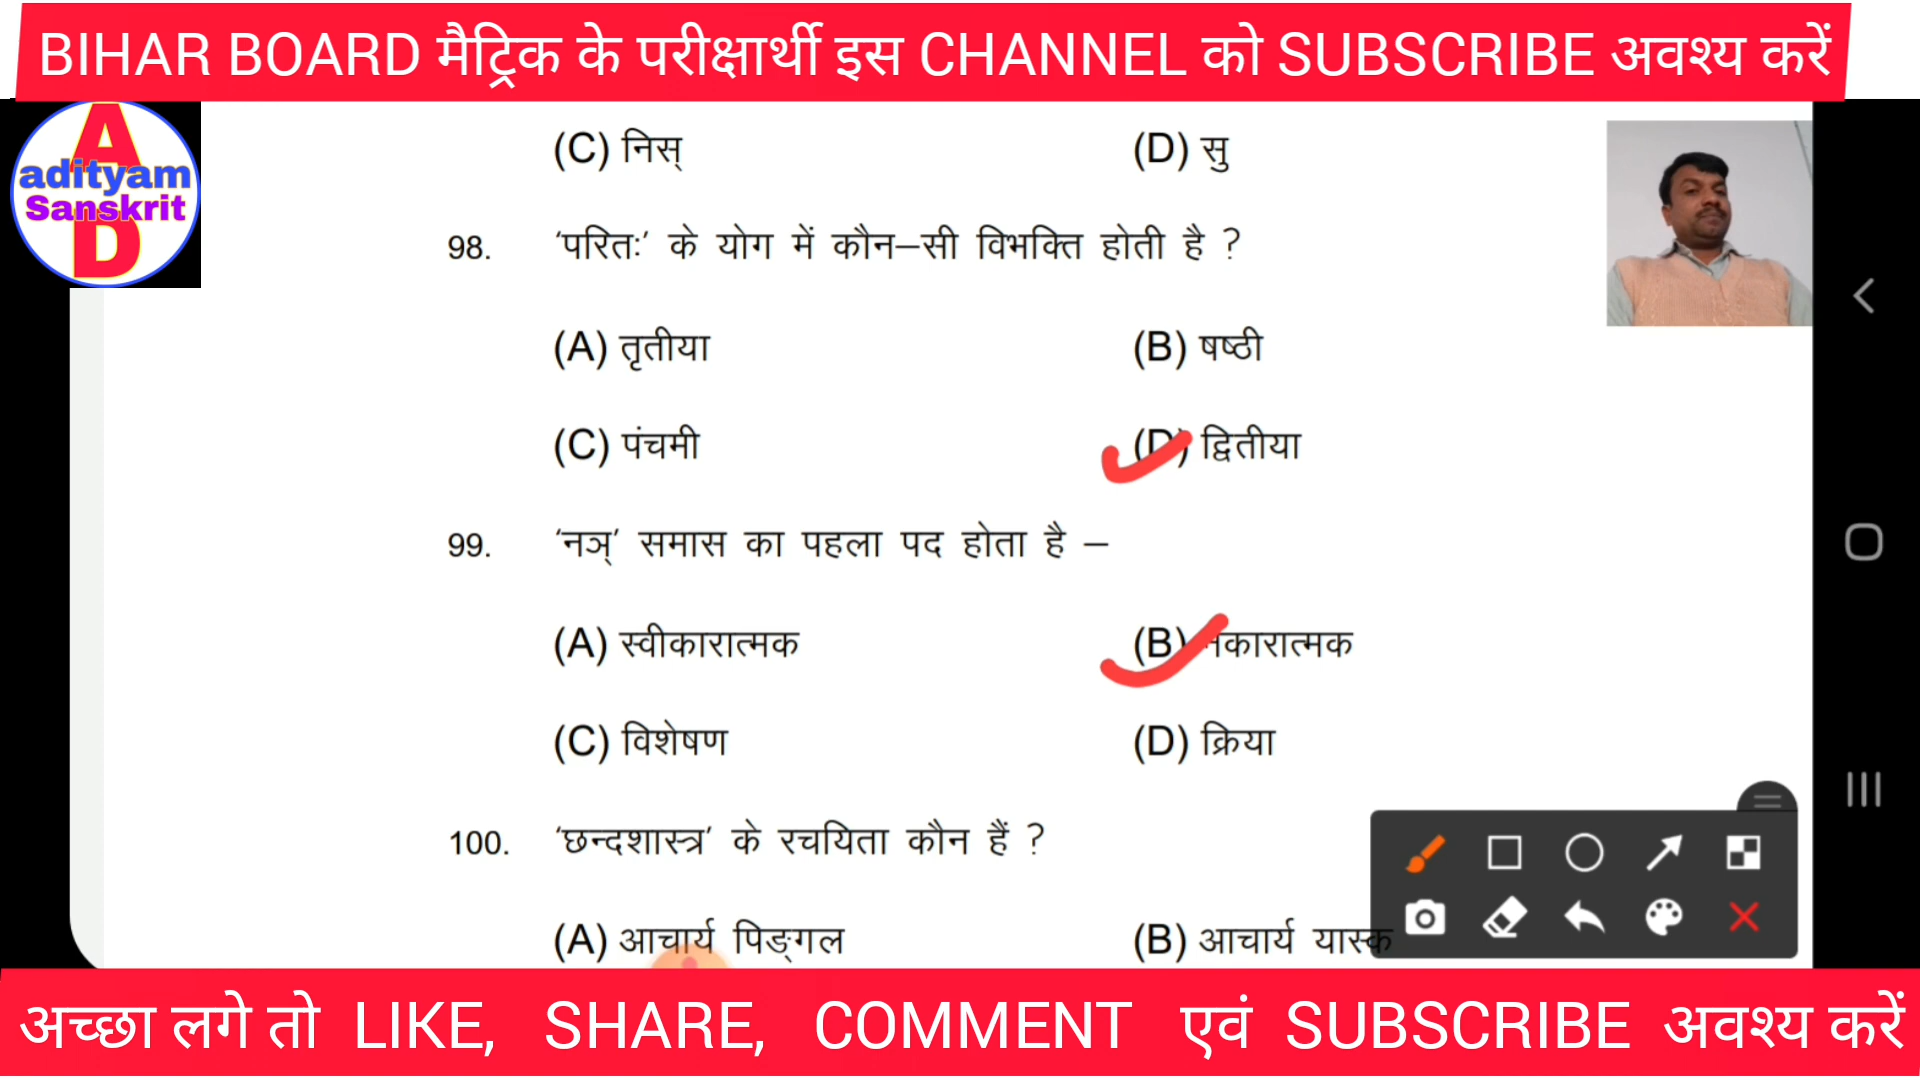 BIHAR BOARD मैट्रिक के परीक्षार्थी इस CHANNEL को SUBSCRIBE अवश्य करें
A
adityam
Sanskrit
D
(C) निस् (D) सु
98. ‘परितः’ के योग में कौन–सी विभक्ति होती है ?
(A) तृतीया (B) षष्ठी
(C) पंचमी (D) द्वितीया
99. ‘नञ्’ समास का पहला पद होता है –
(A) स्वीकारात्मक (B) नकारात्मक
(C) विशेषण (D) क्रिया
100. ‘छन्दशास्त्र’ के रचयिता कौन हैं ?
(A) आचार्य पिङ्गल (B) आचार्य यास्क
अच्छा लगे तो LIKE, SHARE, COMMENT एवं SUBSCRIBE अवश्य करें